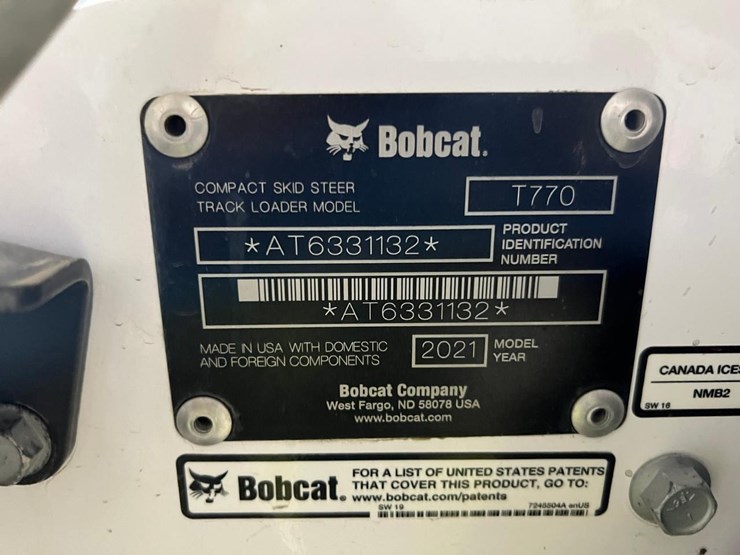 Bobcat.
COMPACT SKID STEER
TRACK LOADER MODEL
T770
*AT6331132*
PRODUCT
IDENTIFICATION
NUMBER
*AT6331132*
MADE IN USA WITH DOMESTIC
AND FOREIGN COMPONENTS
2021
MODEL
YEAR
Bobcat Company
West Fargo, ND 58078 USA
www.bobcat.com
CANADA ICES
NMB2
SW 16
Bobcat.
FOR A LIST OF UNITED STATES PATENTS
THAT COVER THIS PRODUCT, GO TO:
www.bobcat.com/patents
SW 19
7245504A enUS